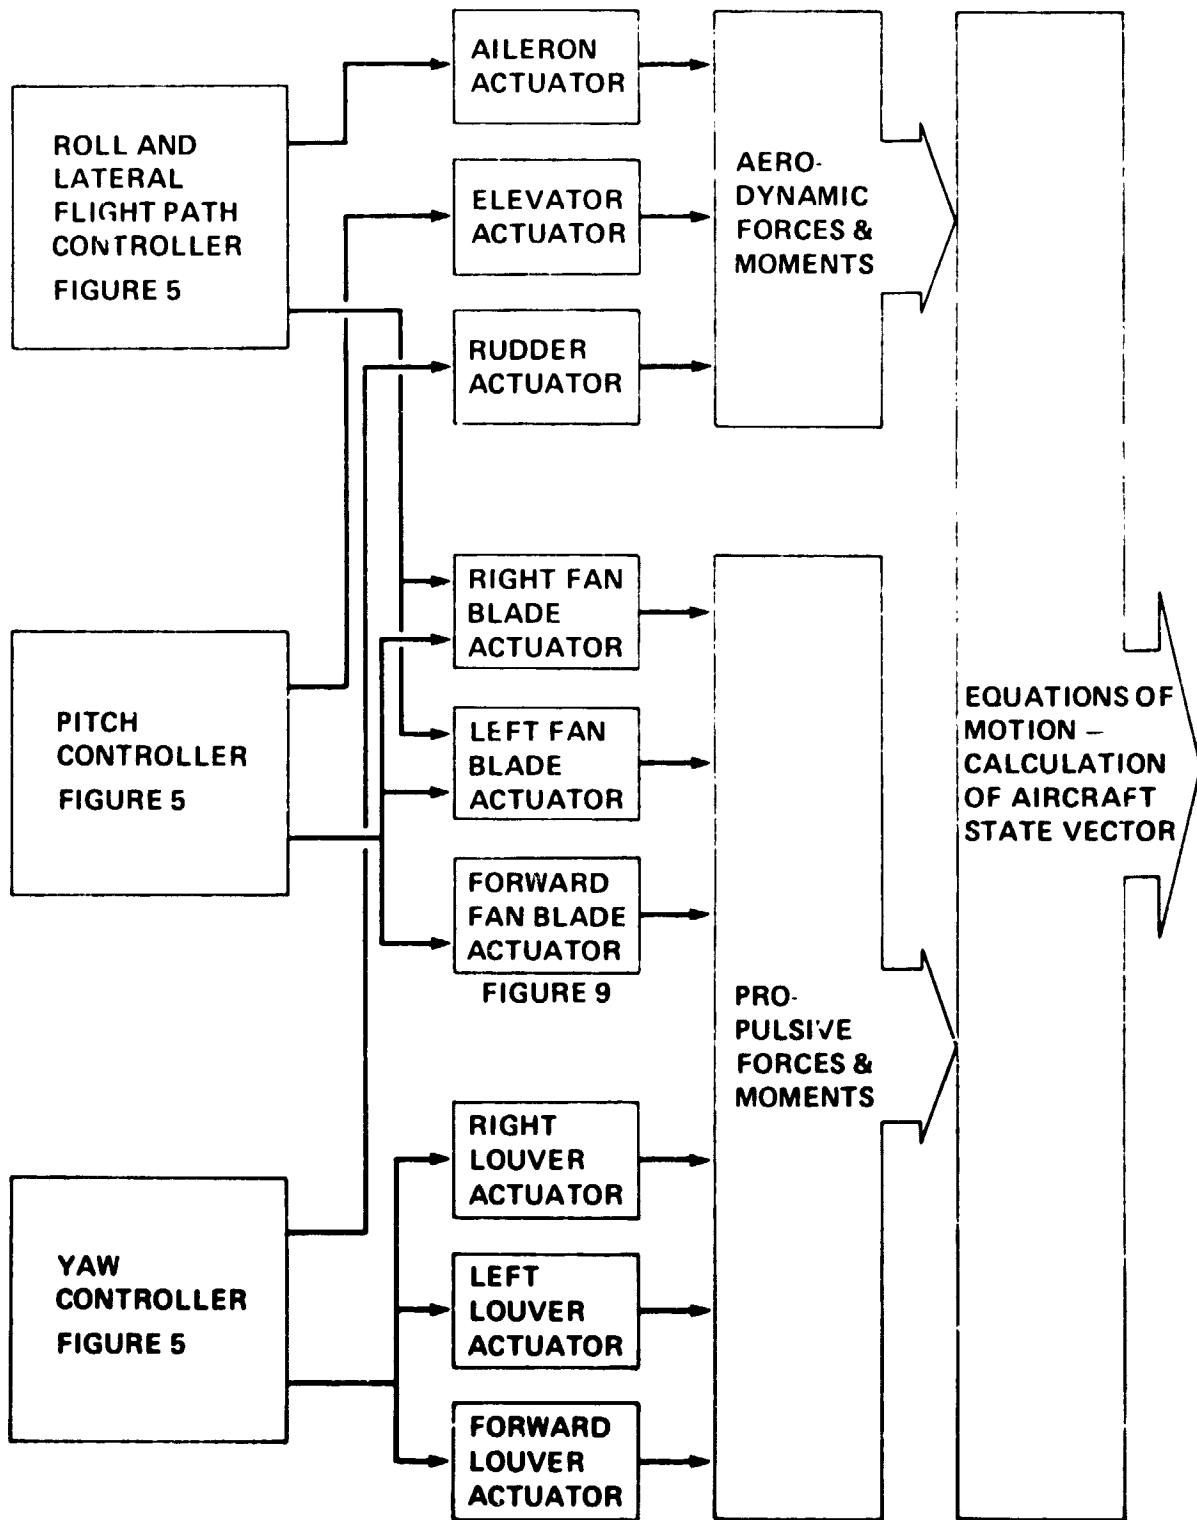 ROLL AND
LATERAL
FLIGHT PATH
CONTROLLER
FIGURE 5
PITCH
CONTROLLER
FIGURE 5
YAW
CONTROLLER
FIGURE 5
AILERON
ACTUATOR
ELEVATOR
ACTUATOR
RUDDER
ACTUATOR
RIGHT FAN
BLADE
ACTUATOR
LEFT FAN
BLADE
ACTUATOR
FORWARD
FAN BLADE
ACTUATOR
FIGURE 9
RIGHT
LOUVER
ACTUATOR
LEFT
LOUVER
ACTUATOR
FORWARD
LOUVER
ACTUATOR
AERO-
DYNAMIC
FORCES &
MOMENTS
PRO-
PULSIVE
FORCES &
MOMENTS
EQUATIONS OF
MOTION –
CALCULATION
OF AIRCRAFT
STATE VECTOR